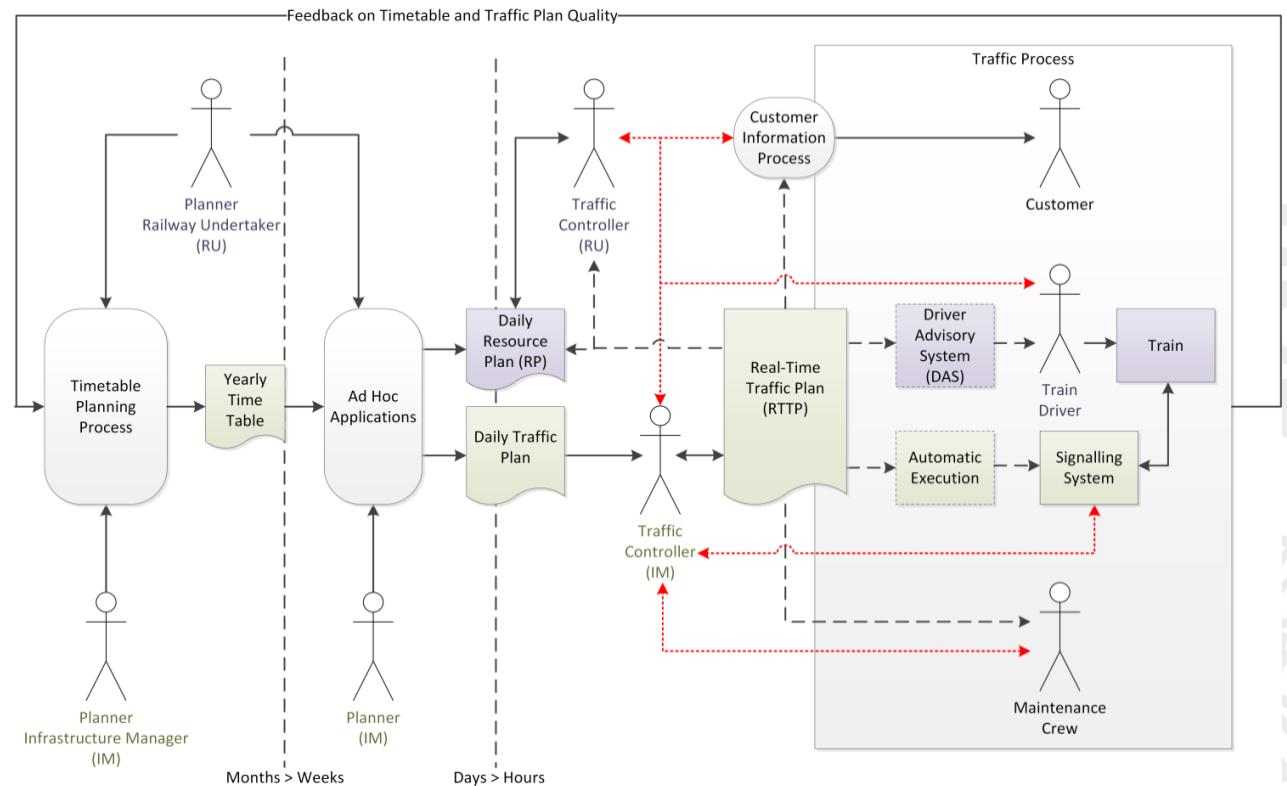 Feedback on Timetable and Traffic Plan Quality
Traffic Process
Planner
Railway Undertaker
(RU)
Traffic
Controller
(RU)
Customer
Information
Process
Customer
Timetable
Planning
Process
Yearly
Time
Table
Ad Hoc
Applications
Daily
Resource
Plan (RP)
Daily Traffic
Plan
Real-Time
Traffic Plan
(RTTP)
Driver
Advisory
System
(DAS)
Train
Driver
Train
Automatic
Execution
Signalling
System
Traffic
Controller
(IM)
Maintenance
Crew
Planner
Infrastructure Manager
(IM)
Planner
(IM)
Months > Weeks
Days > Hours